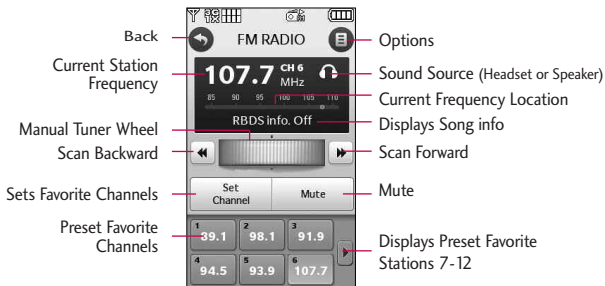 3G 1X
Back
FM RADIO
Options
Current Station Frequency
107.7 CH 6 MHz
Sound Source (Headset or Speaker)
85 90 95 100 105 110
Current Frequency Location
RBDS info. Off
Displays Song info
Manual Tuner Wheel
Scan Backward
Scan Forward
Sets Favorite Channels
Set Channel
Mute
Mute
Preset Favorite Channels
1 89.1
2 98.1
3 91.9
Displays Preset Favorite Stations 7-12
4 94.5
5 93.9
6 107.7